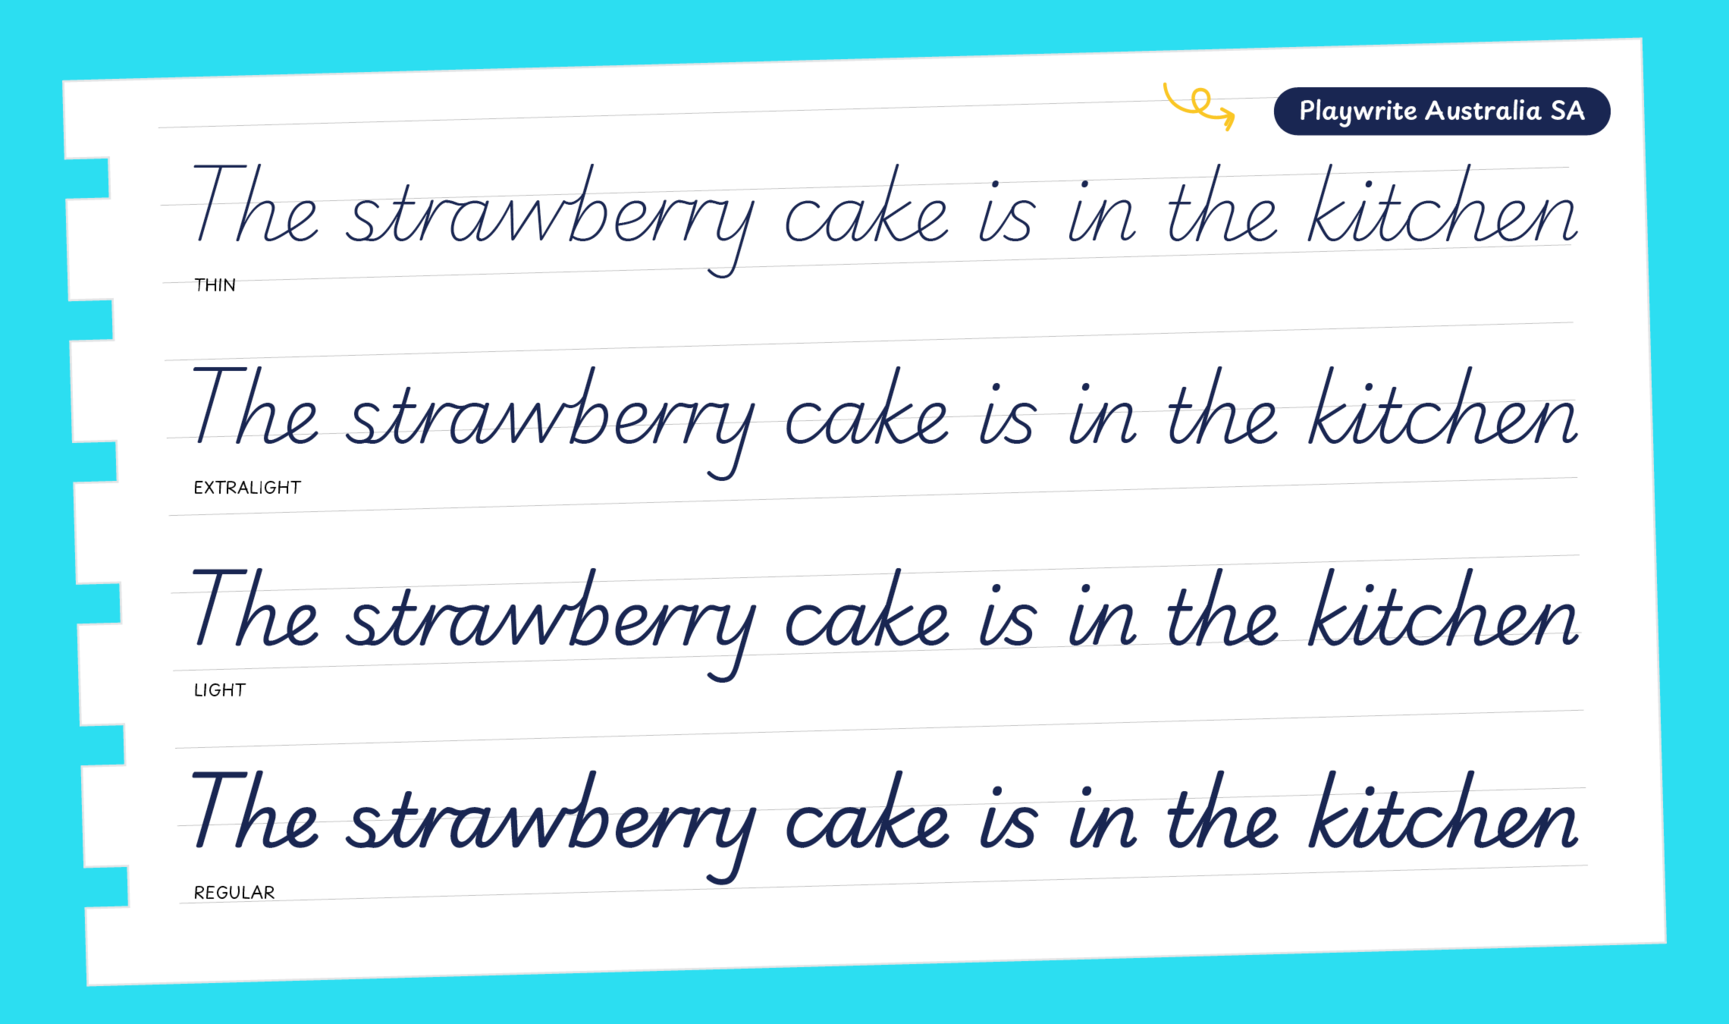 Playwrite Australia SA
The strawberry cake is in the kitchen
THIN
The strawberry cake is in the kitchen
EXTRALIGHT
The strawberry cake is in the kitchen
LIGHT
The strawberry cake is in the kitchen
REGULAR